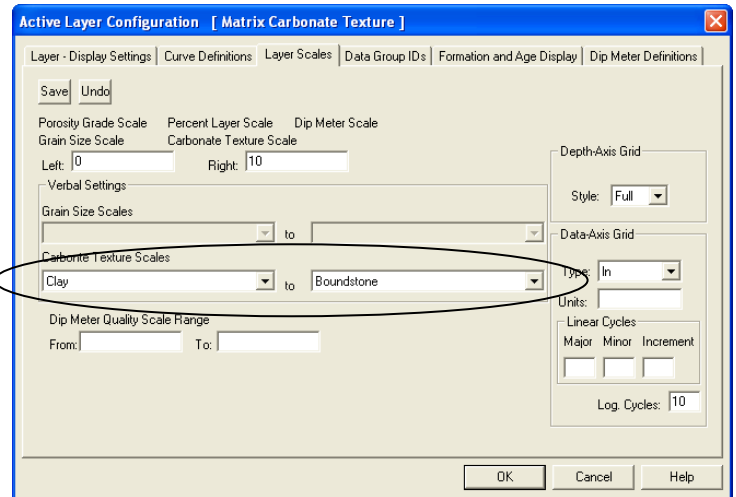 Active Layer Configuration [ Matrix Carbonate Texture ]
Layer - Display Settings Curve Definitions Layer Scales Data Group IDs Formation and Age Display Dip Meter Definitions
Save Undo
Porosity Grade Scale Percent Layer Scale Dip Meter Scale
Grain Size Scale Carbonate Texture Scale
Left: 0 Right: 10
Verbal Settings
Grain Size Scales
to
Carbonte Texture Scales
Clay to Boundstone
Dip Meter Quality Scale Range
From: To:
Depth-Axis Grid
Style: Full
Data-Axis Grid
Type: In
Units:
Linear Cycles
Major Minor Increment
Log. Cycles: 10
OK Cancel Help